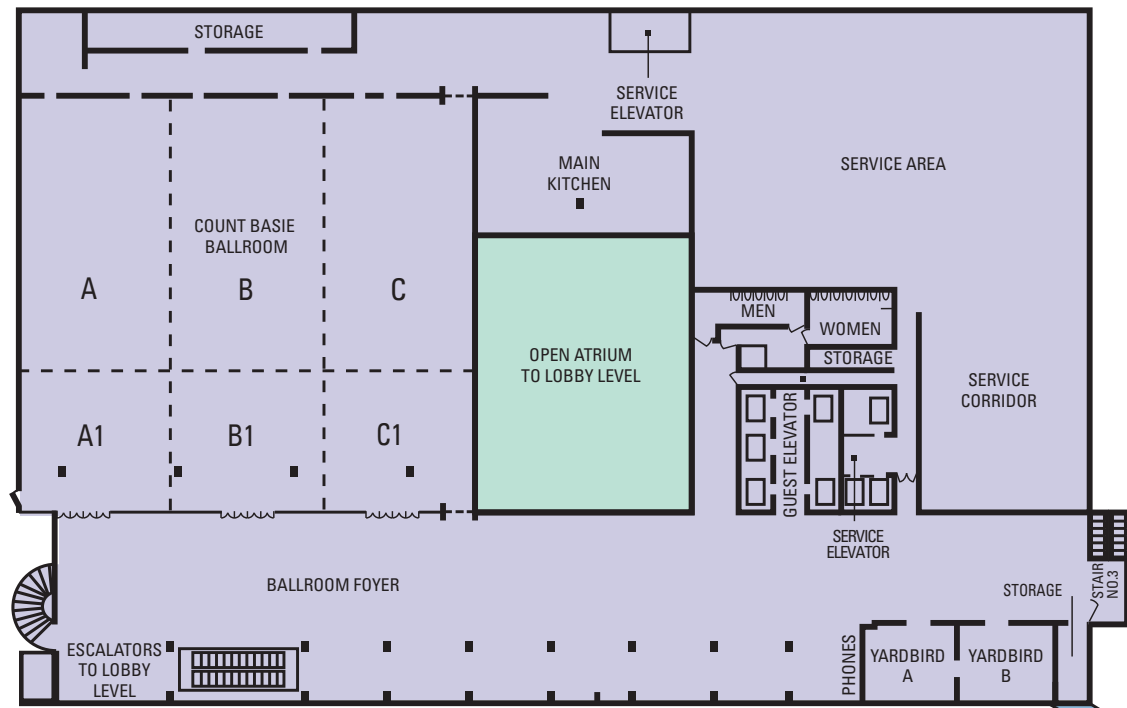 STORAGE
SERVICE
ELEVATOR
SERVICE AREA
MAIN
KITCHEN
COUNT BASIE
BALLROOM
A
B
C
MEN
WOMEN
STORAGE
OPEN ATRIUM
TO LOBBY LEVEL
SERVICE
CORRIDOR
A1
B1
C1
GUEST ELEVATOR
SERVICE
ELEVATOR
BALLROOM FOYER
STORAGE
STAIR
NO.3
ESCALATORS
TO LOBBY
LEVEL
PHONES
YARDBIRD
A
YARDBIRD
B